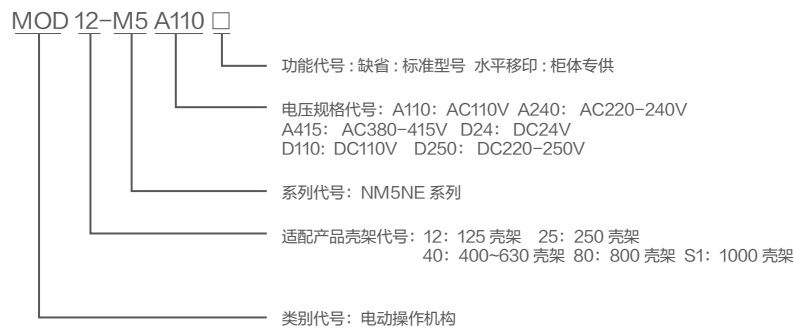 MOD 12-M5 A110 □
功能代号：缺省：标准型号 水平移印：柜体专供
电压规格代号：A110：AC110V A240：AC220-240V
A415：AC380-415V D24：DC24V
D110：DC110V D250：DC220-250V
系列代号：NM5NE 系列
适配产品壳架代号：12：125 壳架 25：250 壳架
40：400~630 壳架 80：800 壳架 S1：1000 壳架
类别代号：电动操作机构